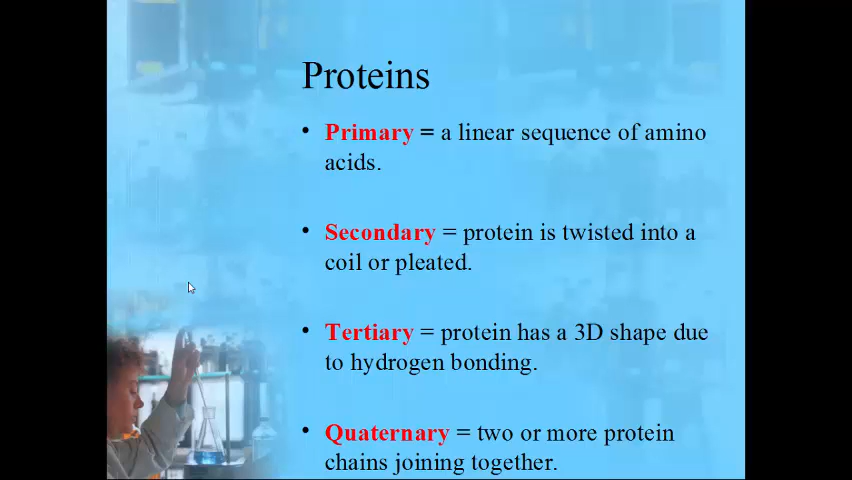 Proteins
• Primary = a linear sequence of amino
acids.
• Secondary = protein is twisted into a
coil or pleated.
• Tertiary = protein has a 3D shape due
to hydrogen bonding.
• Quaternary = two or more protein
chains joining together.